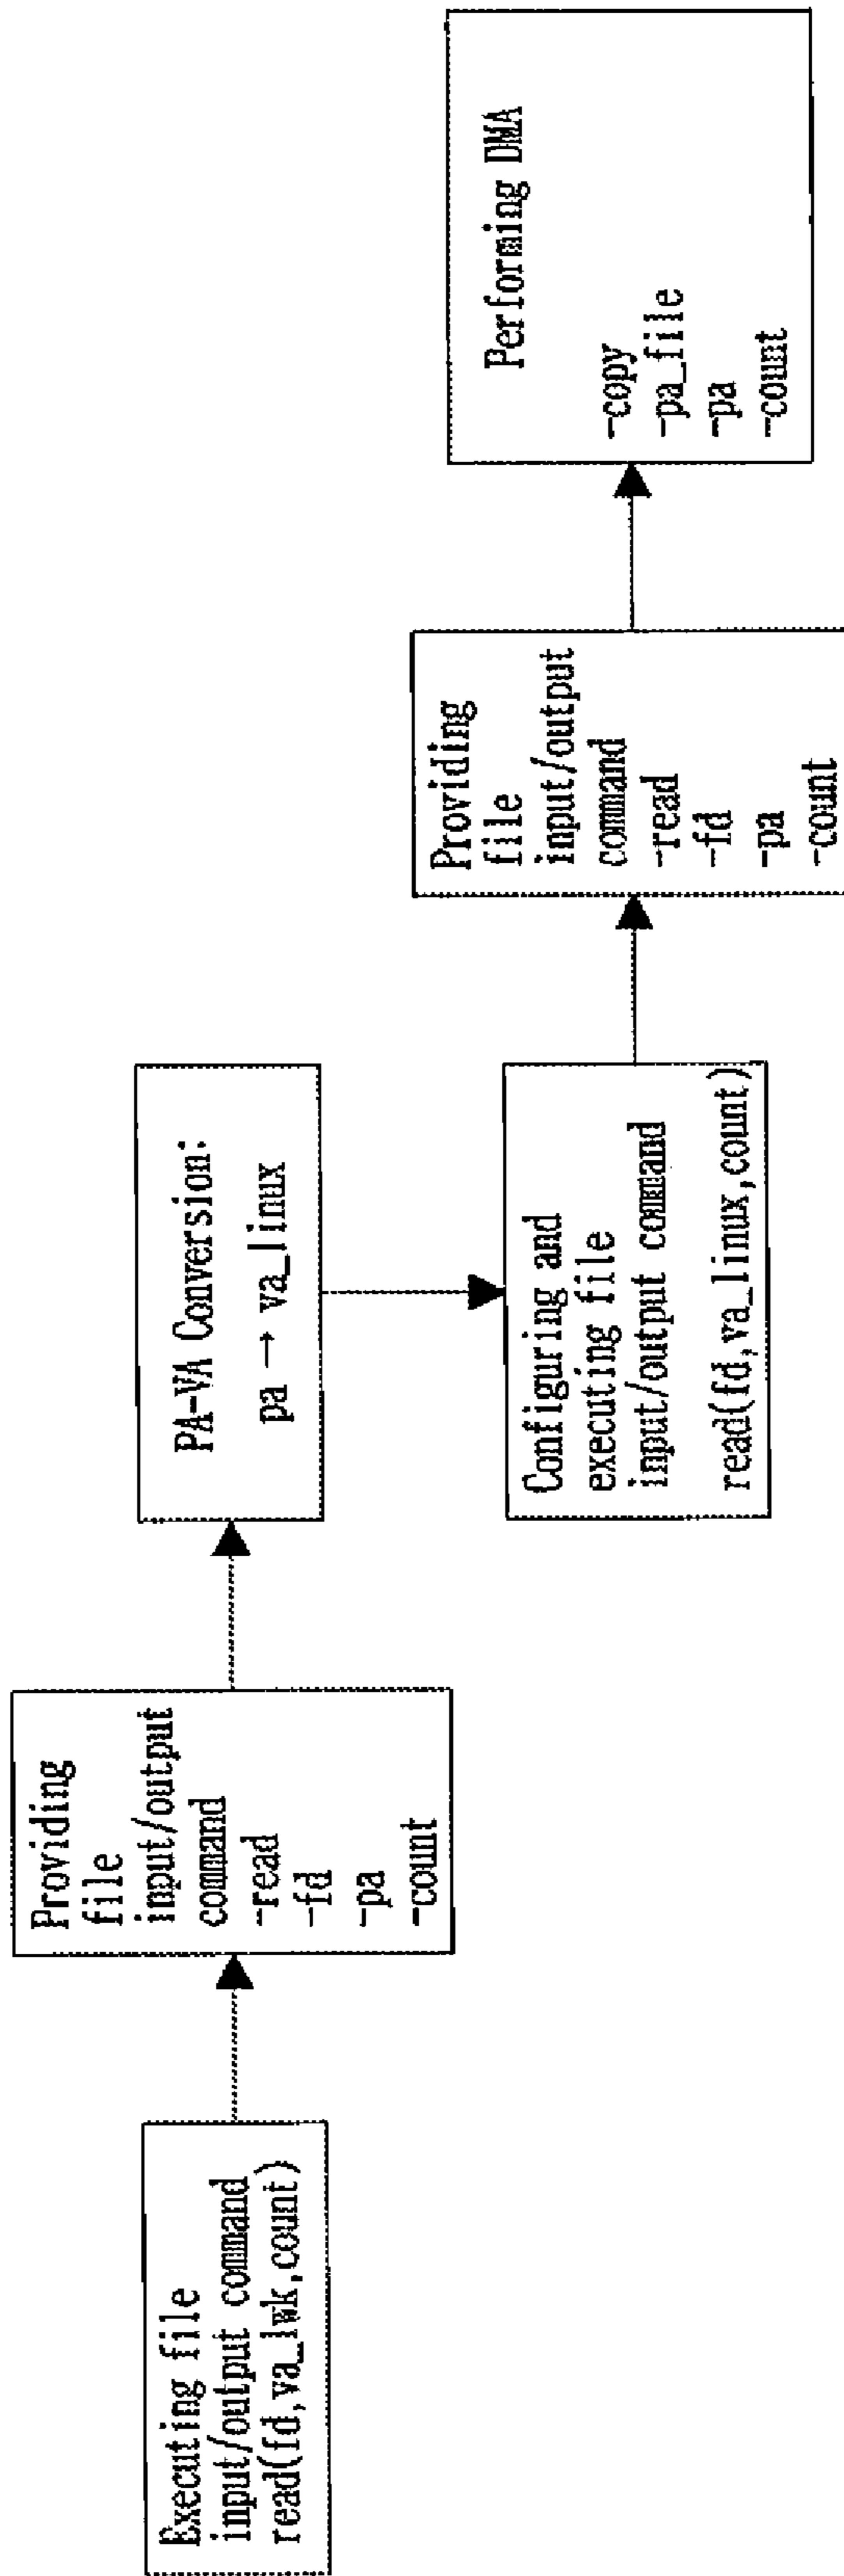 Executing file
input/output command
read(fd,va_lwk,count)
Providing
file
input/output
command
-read
-fd
-pa
-count
PA-VA Conversion:
pa → va_linux
Configuring and
executing file
input/output command
read(fd,va_linux,count)
Providing
file
input/output
command
-read
-fd
-pa
-count
Performing DMA
-copy
-pa_file
-pa
-count